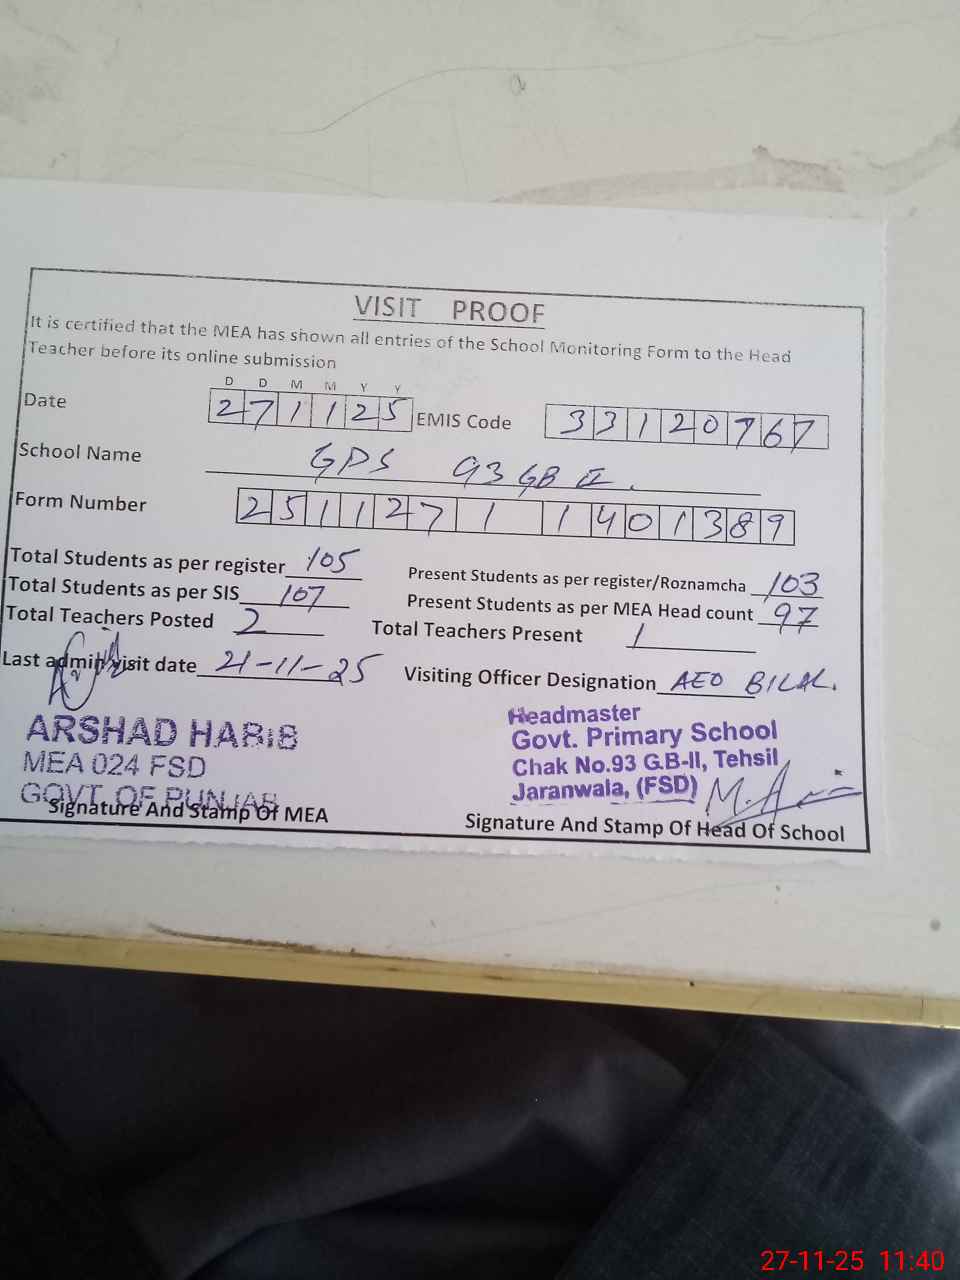 VISIT PROOF
It is certified that the MEA has shown all entries of the School Monitoring Form to the Head
Teacher before its online submission
D D M M Y Y
Date 2 7 1 1 2 5 EMIS Code 3 3 1 2 0 7 6 7
School Name GPS 93 GB II.
Form Number 2 5 1 1 2 7 1 1 4 0 1 3 8 9
Total Students as per register 105 Present Students as per register/Roznamcha 103
Total Students as per SIS 107 Present Students as per MEA Head count 97
Total Teachers Posted 2 Total Teachers Present 1
Last admin visit date 21-11-25 Visiting Officer Designation AEO BILAL.
ARSHAD HABIB
MEA 024 FSD
GOVT. OF PUNJAB
Signature And Stamp Of MEA
Headmaster
Govt. Primary School
Chak No.93 G.B-II, Tehsil
Jaranwala, (FSD)
Signature And Stamp Of Head Of School
27-11-25 11:40